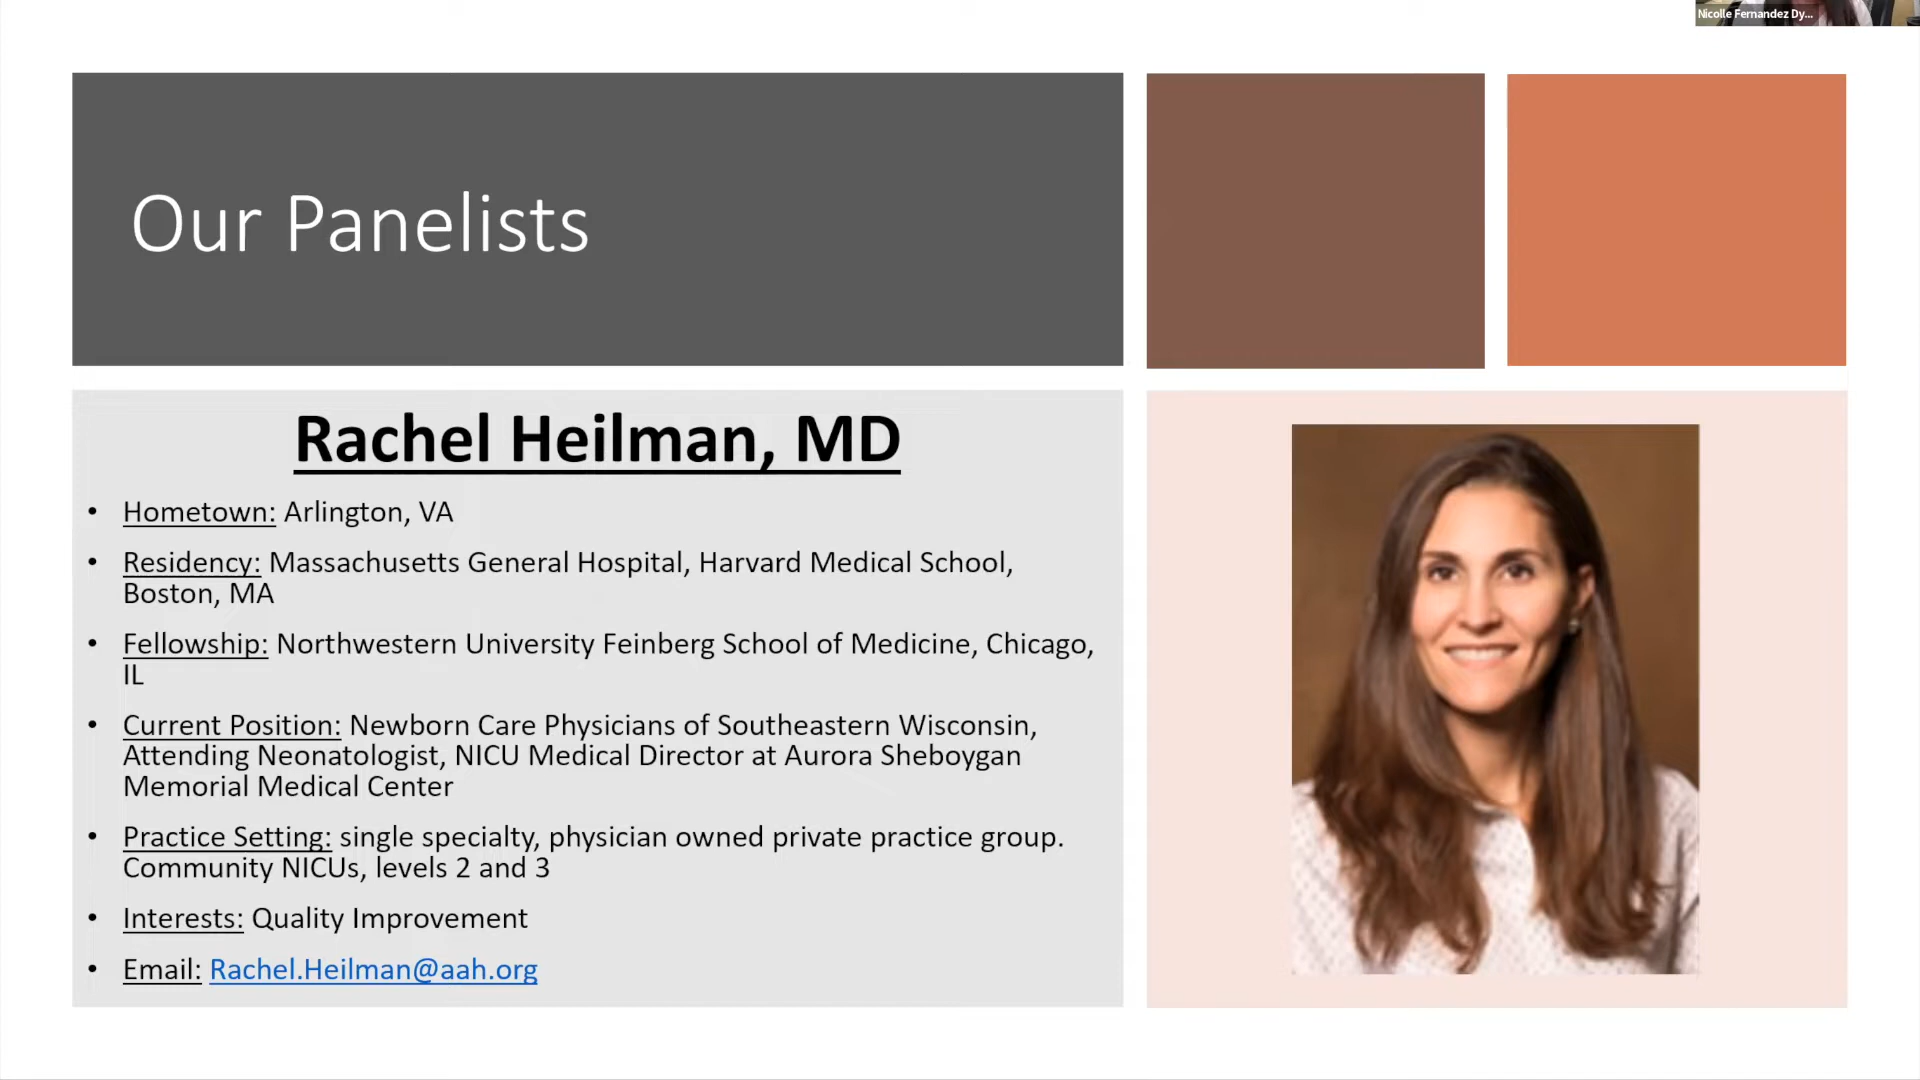 Nicolle Fernandez Dy...
Our Panelists
Rachel Heilman, MD
• Hometown: Arlington, VA
• Residency: Massachusetts General Hospital, Harvard Medical School,
Boston, MA
• Fellowship: Northwestern University Feinberg School of Medicine, Chicago,
IL
• Current Position: Newborn Care Physicians of Southeastern Wisconsin,
Attending Neonatologist, NICU Medical Director at Aurora Sheboygan
Memorial Medical Center
• Practice Setting: single specialty, physician owned private practice group.
Community NICUs, levels 2 and 3
• Interests: Quality Improvement
• Email: Rachel.Heilman@aah.org